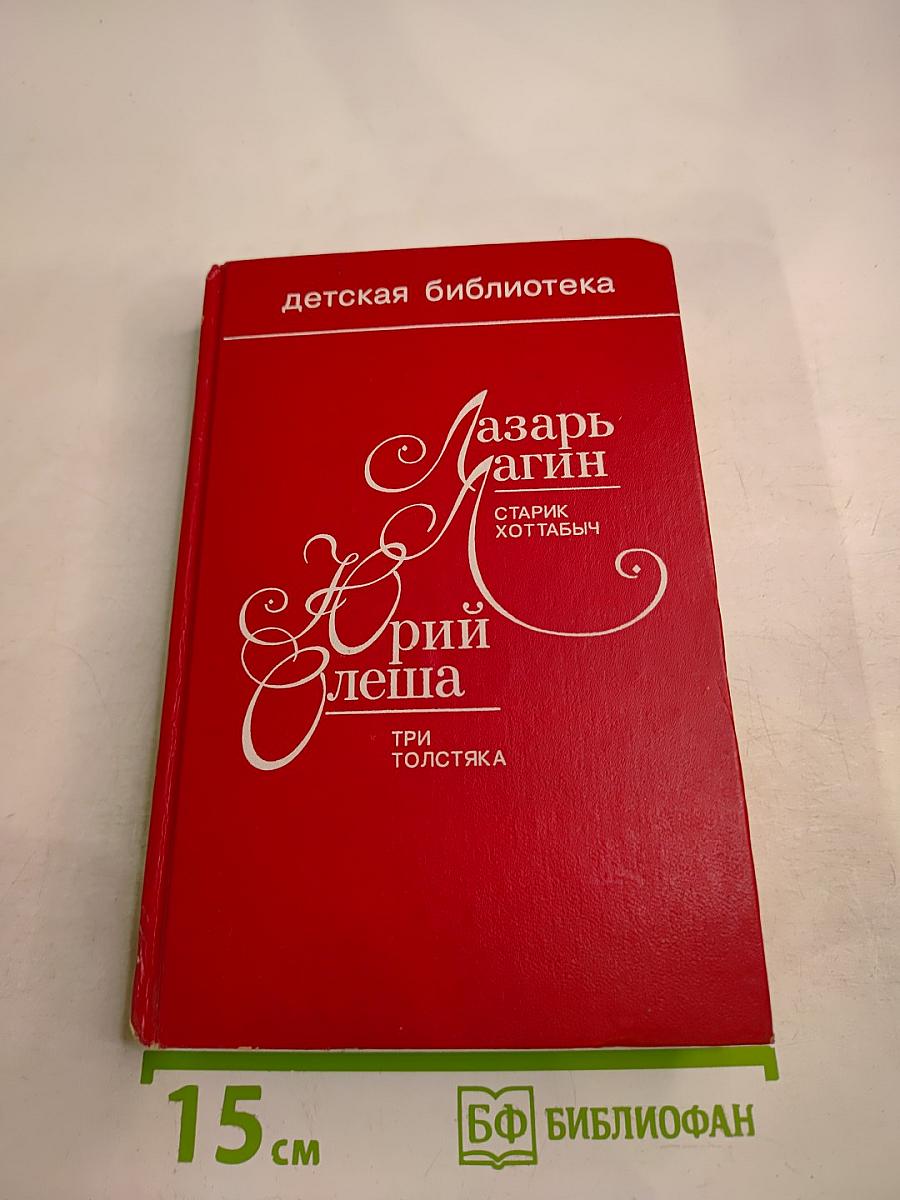 детская библиотека
Лазарь
Лагин
СТАРИК
ХОТТАБЫЧ
Юрий
Олеша
ТРИ
ТОЛСТЯКА
15 см
БФ БИБЛИОФАН